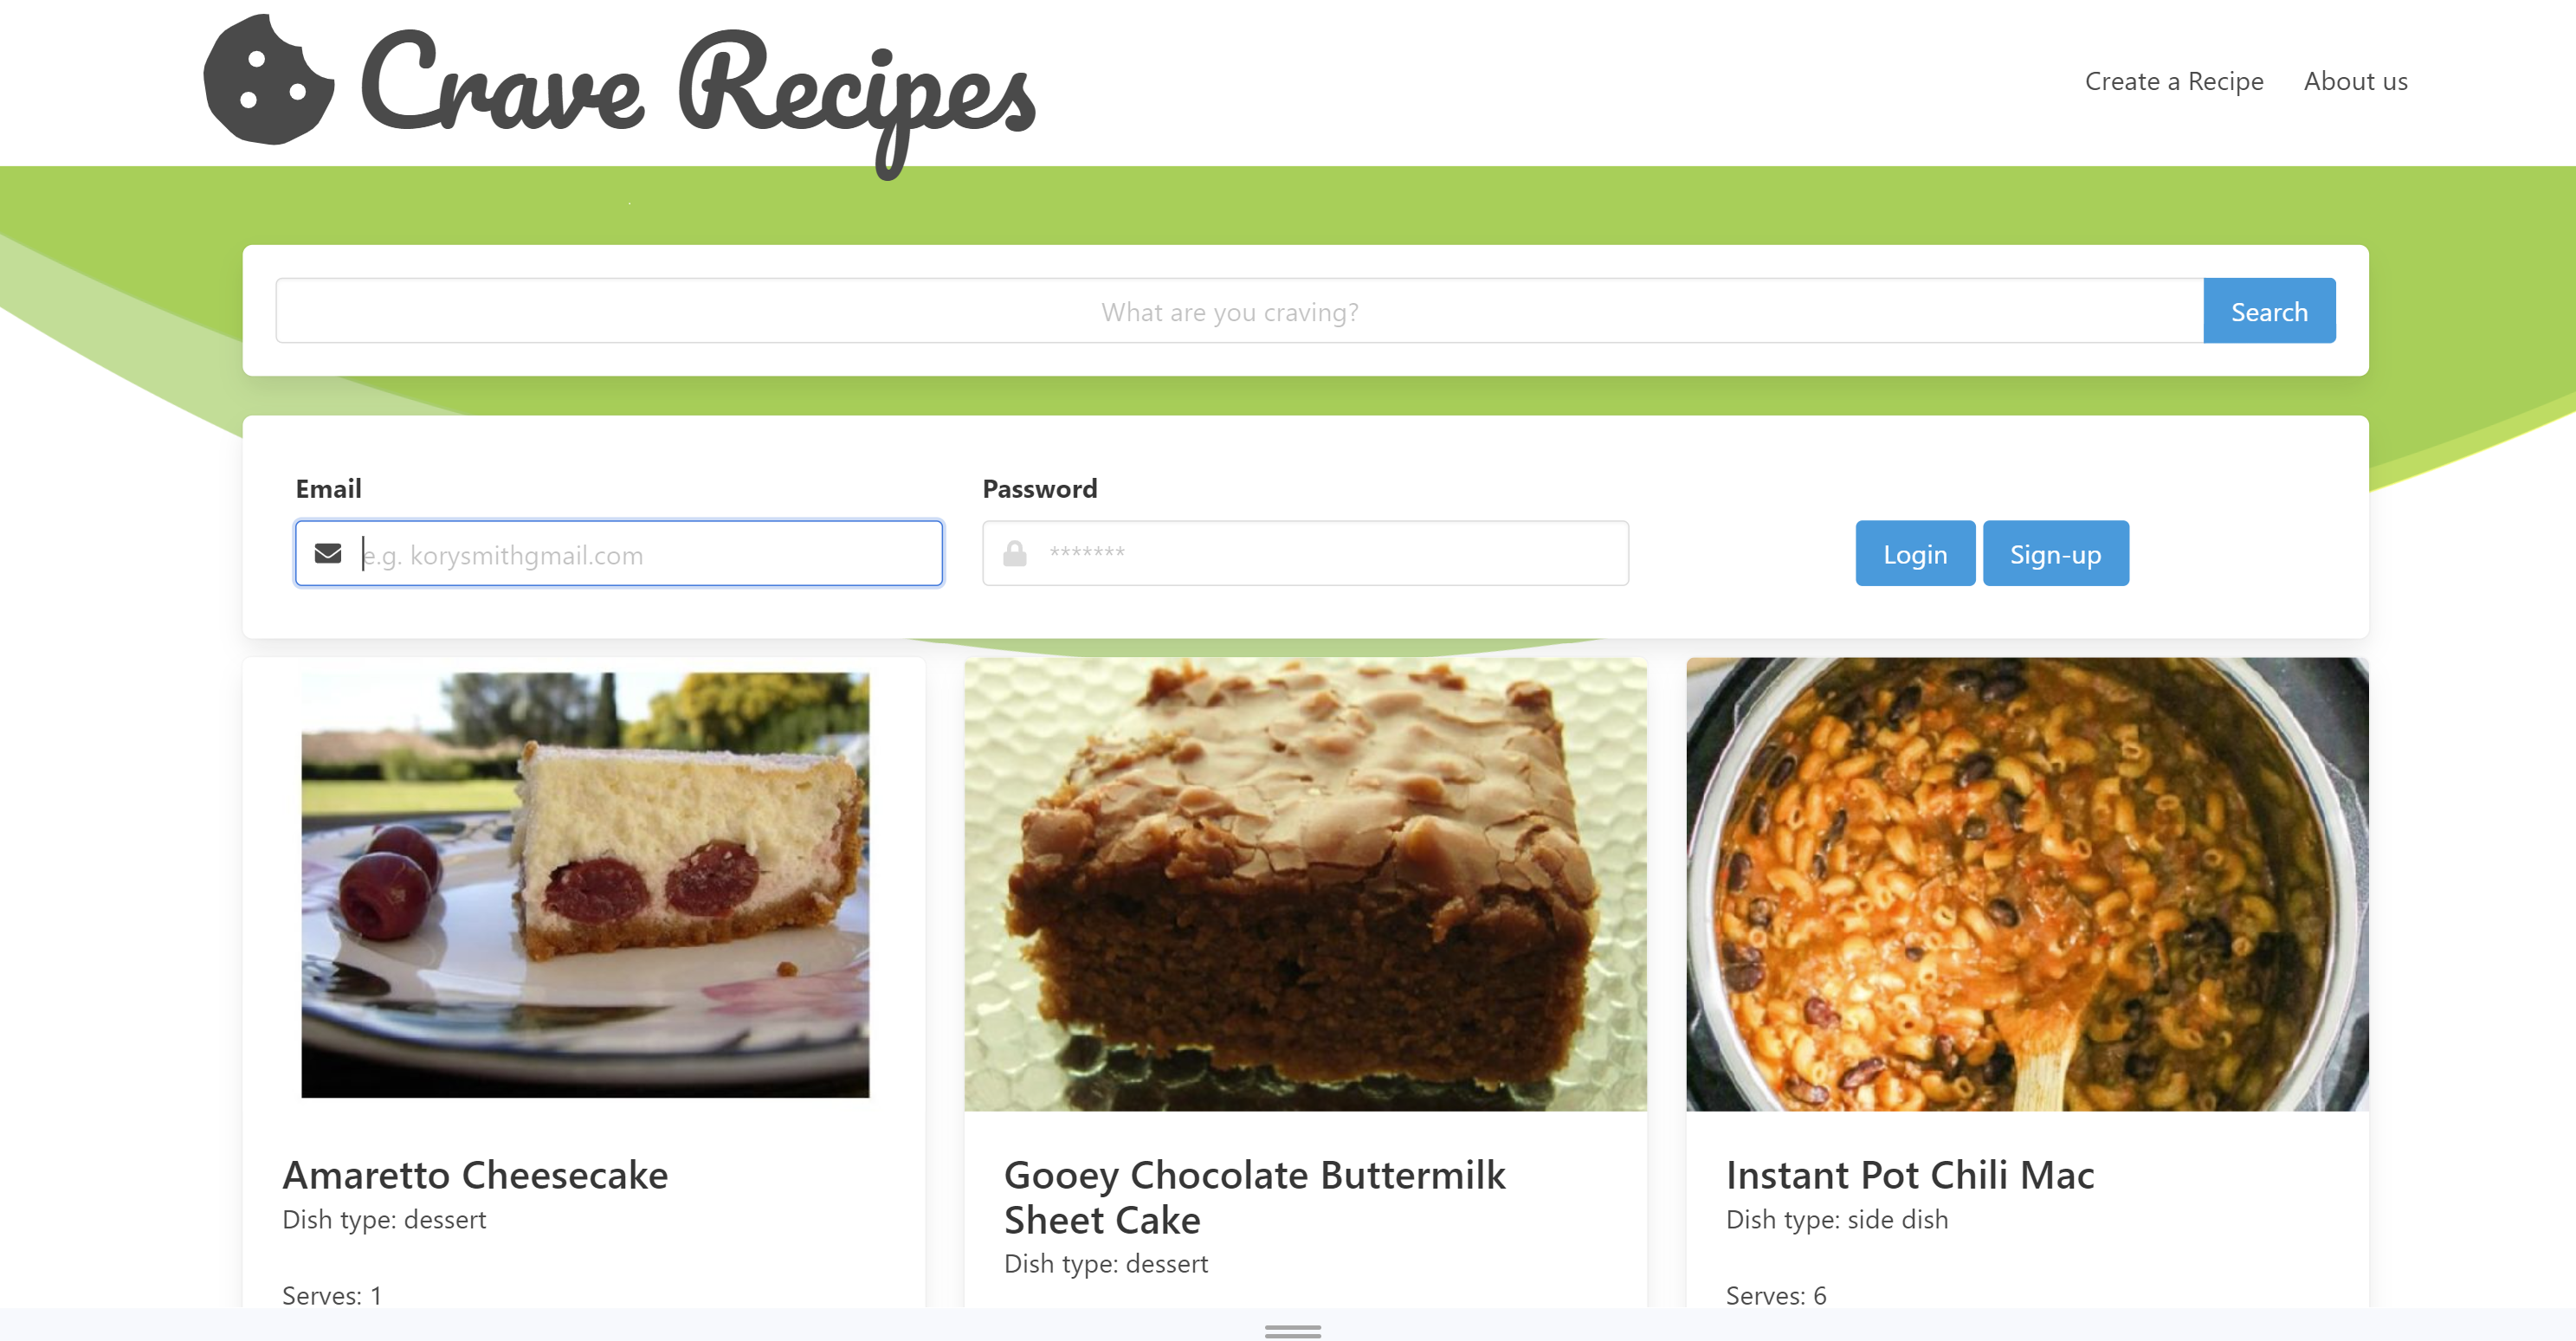 Crave Recipes
Create a Recipe
About us
What are you craving?
Search
Email
Password
e.g. korysmithgmail.com
*******
Login
Sign-up
Amaretto Cheesecake
Dish type: dessert
Serves: 1
Gooey Chocolate Buttermilk
Sheet Cake
Dish type: dessert
Instant Pot Chili Mac
Dish type: side dish
Serves: 6